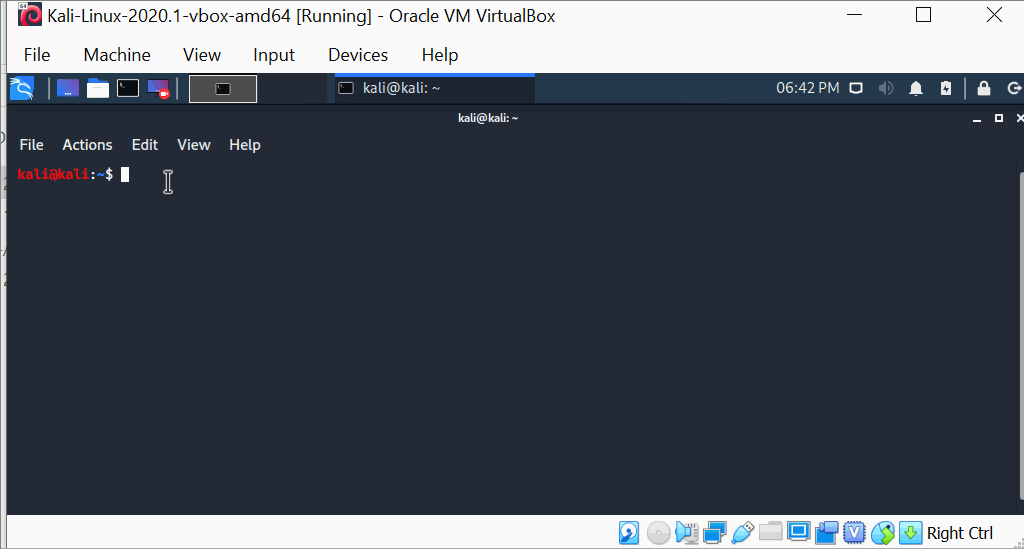 Kali-Linux-2020.1-vbox-amd64 [Running] - Oracle VM VirtualBox
File Machine View Input Devices Help
kali@kali: ~ 06:42 PM
kali@kali: ~
File Actions Edit View Help
kali@kali:~$
Right Ctrl